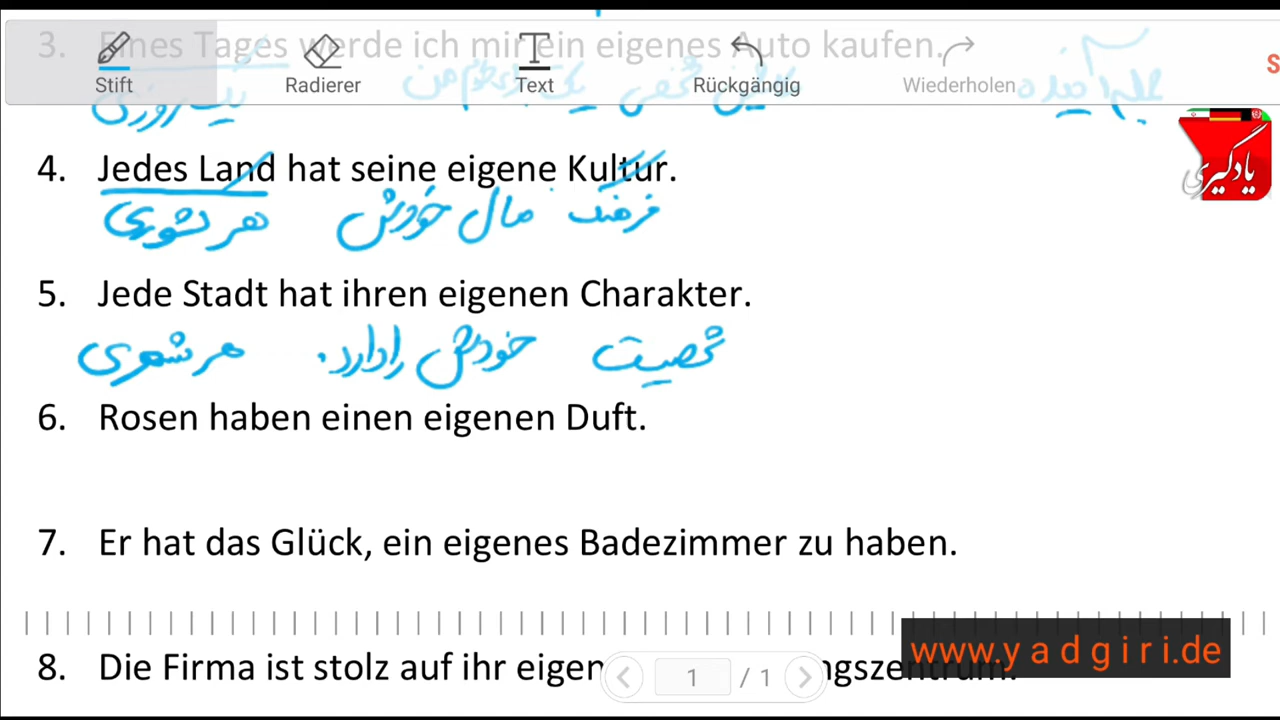 3. Eines Tages werde ich mir ein eigenes Auto kaufen.
Stift
Radierer
Text
Rückgängig
Wiederholen
S
یک روزی
یادگیری
4. Jedes Land hat seine eigene Kultur.
هر کشوری خودش مال فرهنگ
5. Jede Stadt hat ihren eigenen Charakter.
هر شهری رادارد. خودش شخصیت
6. Rosen haben einen eigenen Duft.
7. Er hat das Glück, ein eigenes Badezimmer zu haben.
www.yadgiri.de
8. Die Firma ist stolz auf ihr eigen
1 / 1